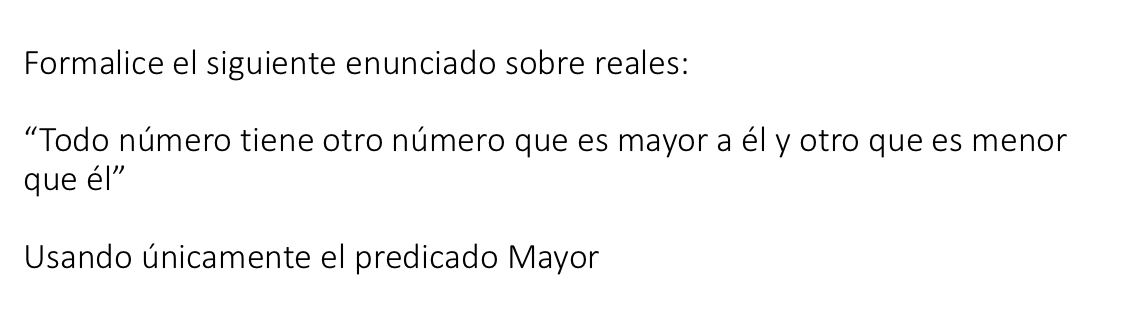 Formalice el siguiente enunciado sobre reales:
“Todo número tiene otro número que es mayor a él y otro que es menor
que él”
Usando únicamente el predicado Mayor